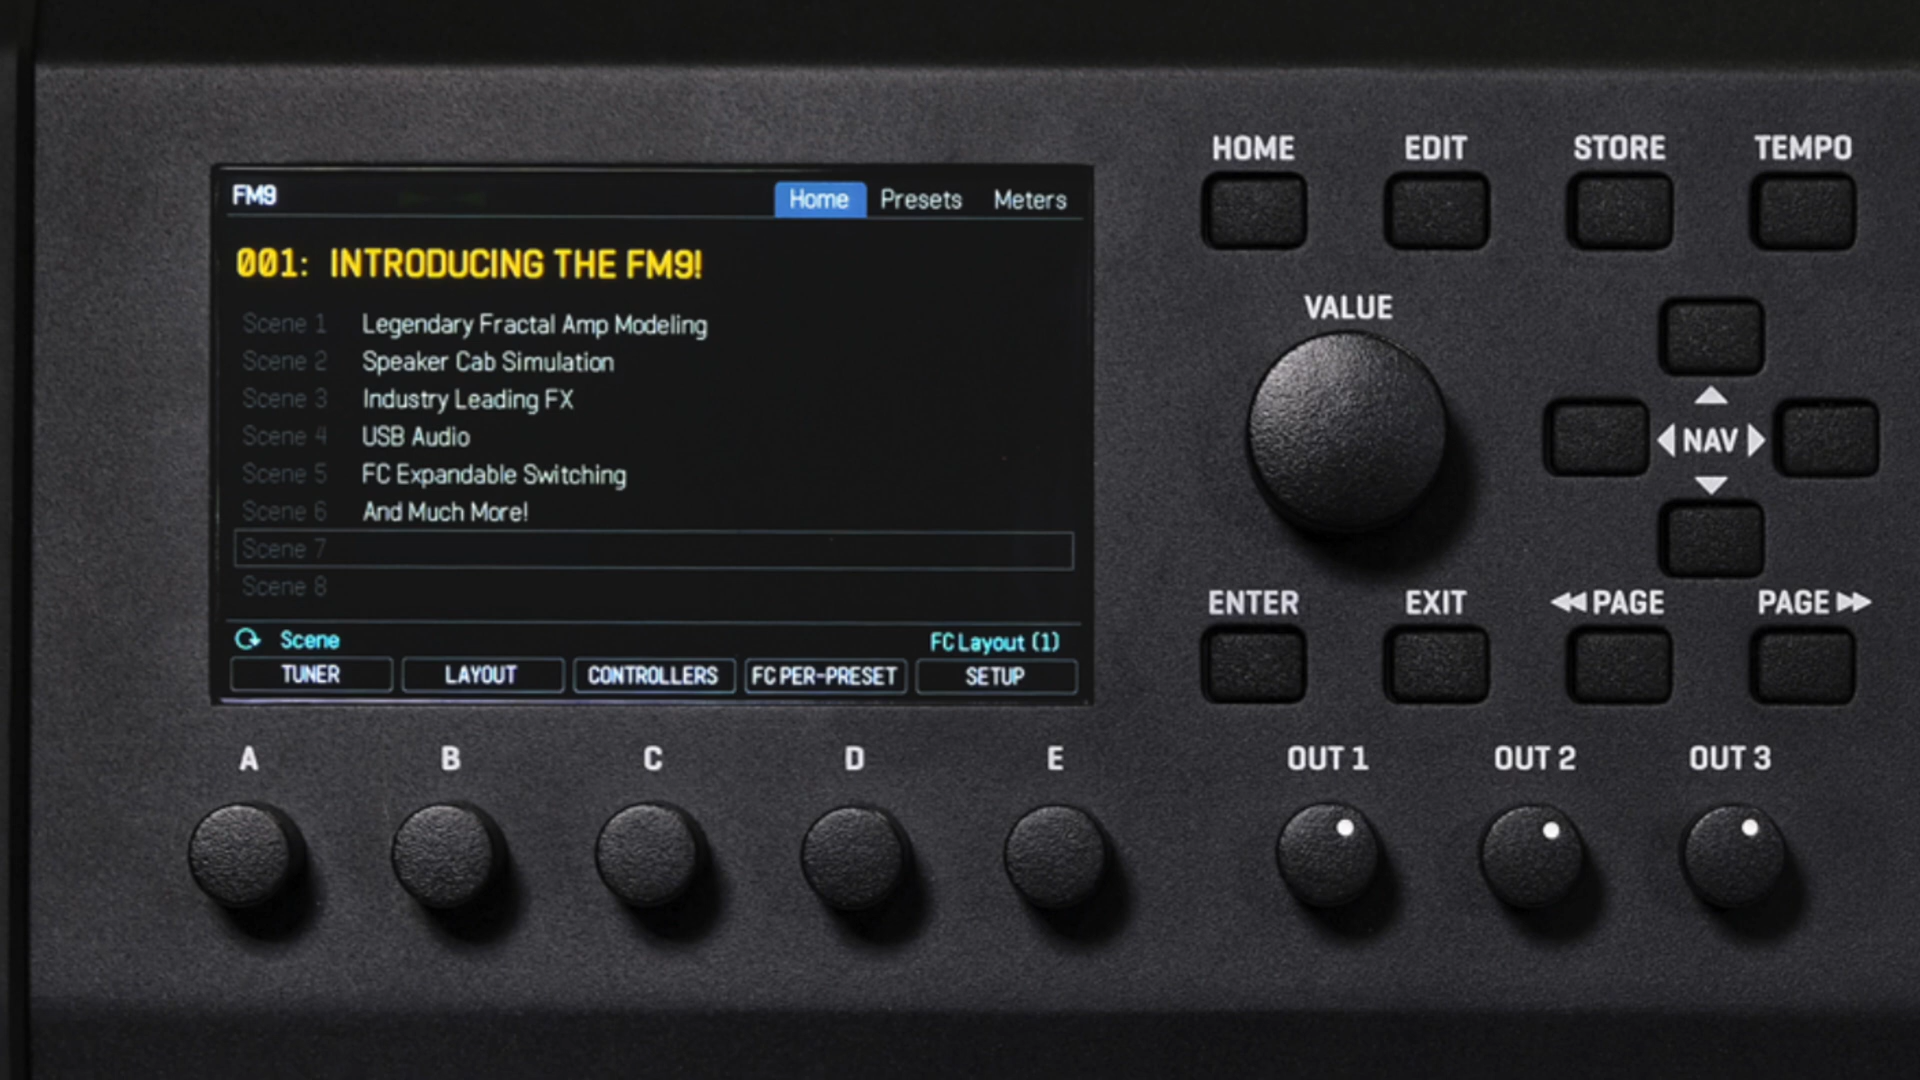 FM9 Home Presets Meters
001: INTRODUCING THE FM9!
Scene 1 Legendary Fractal Amp Modeling
Scene 2 Speaker Cab Simulation
Scene 3 Industry Leading FX
Scene 4 USB Audio
Scene 5 FC Expandable Switching
Scene 6 And Much More!
Scene 7
Scene 8
Scene FC Layout (1)
TUNER LAYOUT CONTROLLERS FC PER-PRESET SETUP
HOME EDIT STORE TEMPO
VALUE
NAV
ENTER EXIT PAGE PAGE
A B C D E
OUT 1 OUT 2 OUT 3